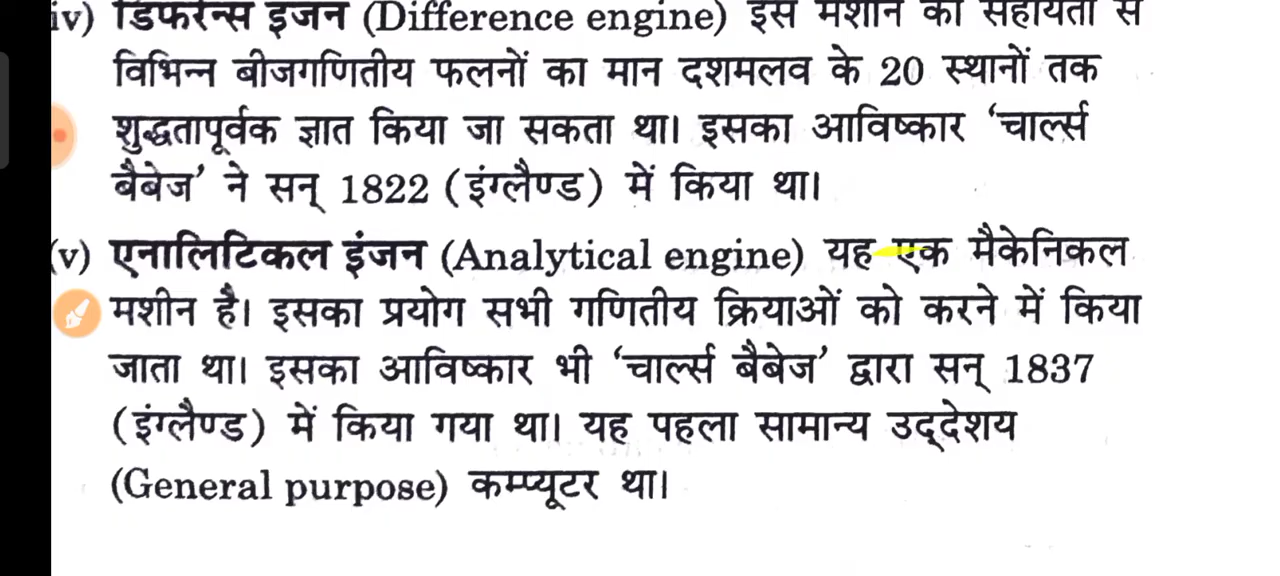 iv) डिफरेन्स इंजन (Difference engine) इस मशीन की सहायता से
विभिन्न बीजगणितीय फलनों का मान दशमलव के 20 स्थानों तक
शुद्धतापूर्वक ज्ञात किया जा सकता था। इसका आविष्कार ‘चार्ल्स
बैबेज’ ने सन् 1822 (इंग्लैण्ड) में किया था।
(v) एनालिटिकल इंजन (Analytical engine) यह एक मैकेनिकल
मशीन है। इसका प्रयोग सभी गणितीय क्रियाओं को करने में किया
जाता था। इसका आविष्कार भी ‘चार्ल्स बैबेज’ द्वारा सन् 1837
(इंग्लैण्ड) में किया गया था। यह पहला सामान्य उद्‌देशय
(General purpose) कम्प्यूटर था।